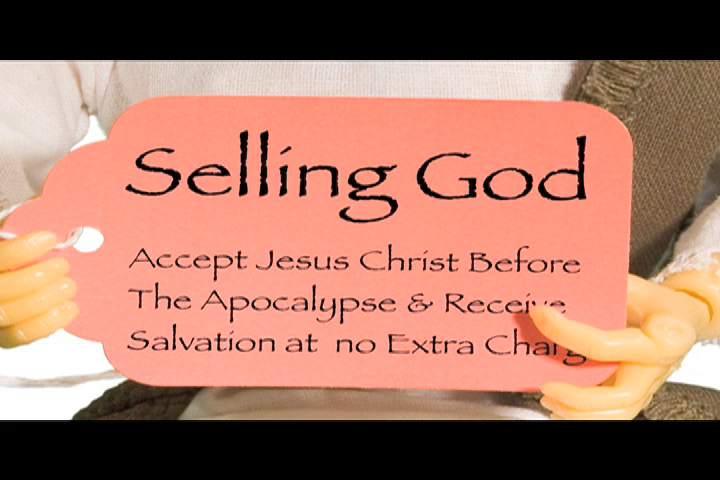 Selling God
Accept Jesus Christ Before
The Apocalypse & Receive
Salvation at no Extra Charg